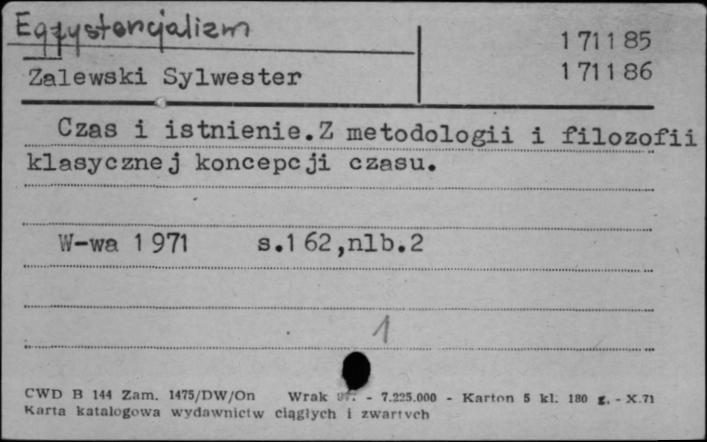 Egzystencjalizm
171185
Zalewski Sylwester
171186
Czas i istnienie.Z metodologii i filozofii
klasycznej koncepcji czasu.
W-wa 1971 s.162,nlb.2
1
CWD B 144 Zam. 1475/DW/On Wrak - 7.225.000 - Karton 5 kl. 180 g. - X.71
Karta katalogowa wydawnictw ciągłych i zwartych